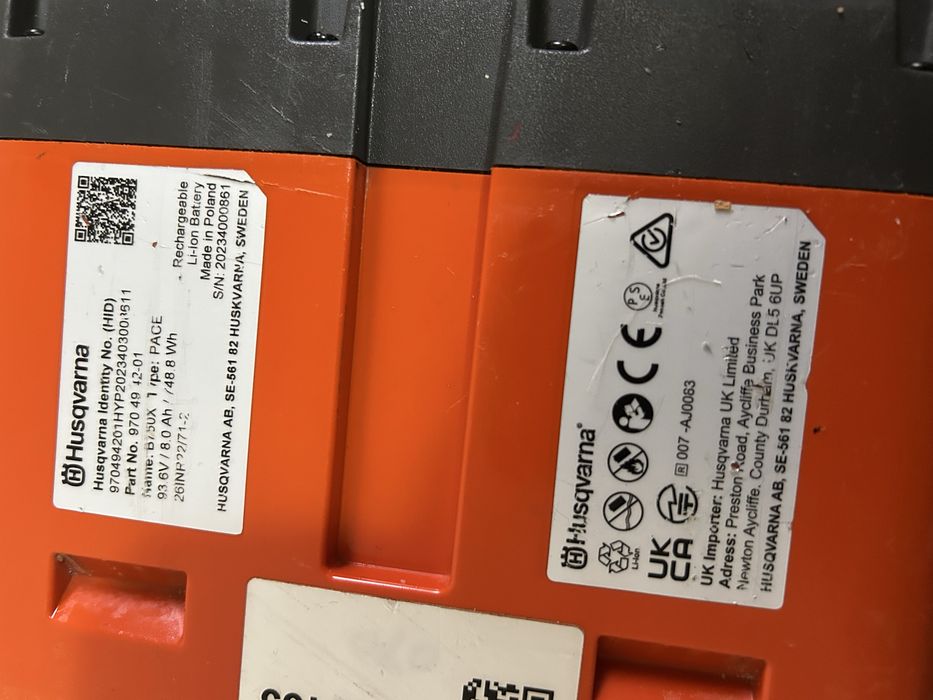 Husqvarna
Husqvarna Identity No. (HID)
Part No. 970 49 42-01
Name: B750X Type: PACE
93.6V / 8.0 Ah / 748.8 Wh
26INR22/71-2
Rechargeable
Li-Ion Battery
Made in Poland
S/N: 20234000861
HUSQVARNA AB, SE-561 82 HUSKVARNA, SWEDEN
Husqvarna®
Li-ion
CE
PS
E
UK
CA
R 007 -AJ0063
UK Importer: Husqvarna UK Limited
Adress: Preston Road, Aycliffe Business Park
Newton Aycliffe, County Durham, UK DL5 6UP
HUSQVARNA AB, SE-561 82 HUSKVARNA, SWEDEN